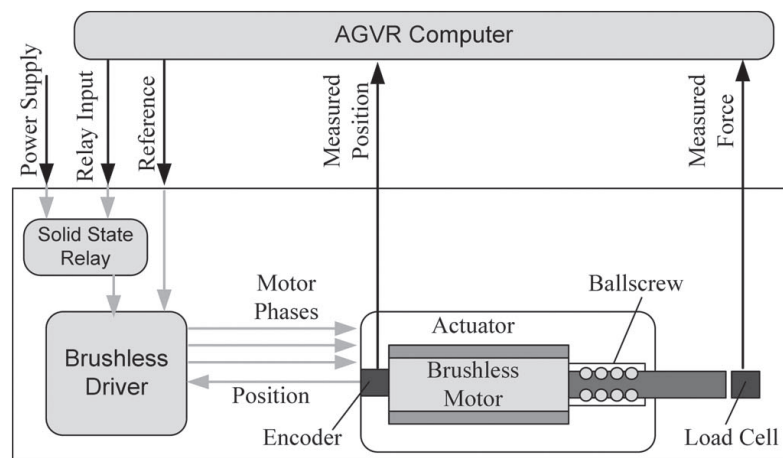 AGVR Computer
Power Supply
Relay Input
Reference
Measured
Position
Measured
Force
Solid State
Relay
Motor
Phases
Ballscrew
Actuator
Brushless
Driver
Brushless
Motor
Position
Encoder
Load Cell